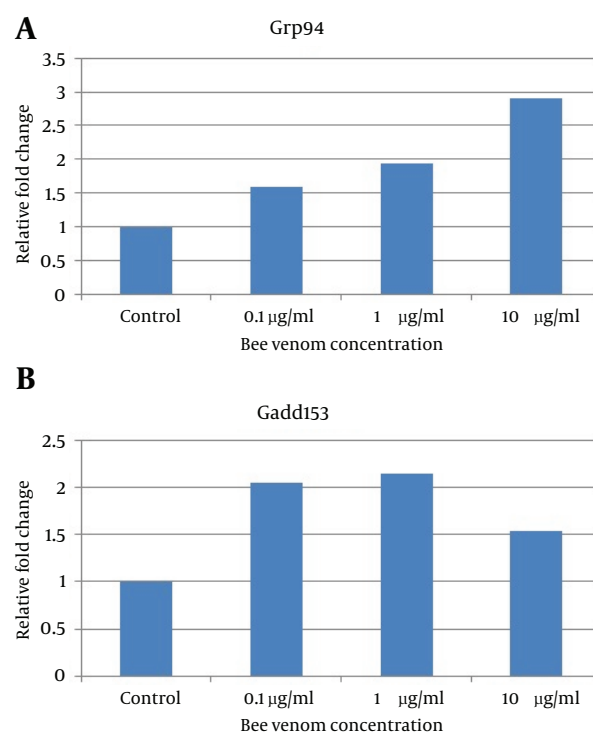 A
Grp94
3.5
3
2.5
2
1.5
1
0.5
0
Relative fold change
Control 0.1 µg/ml 1 µg/ml 10 µg/ml
Bee venom concentration
B
Gadd153
2.5
2
1.5
1
0.5
0
Relative fold change
Control 0.1 µg/ml 1 µg/ml 10 µg/ml
Bee venom concentration